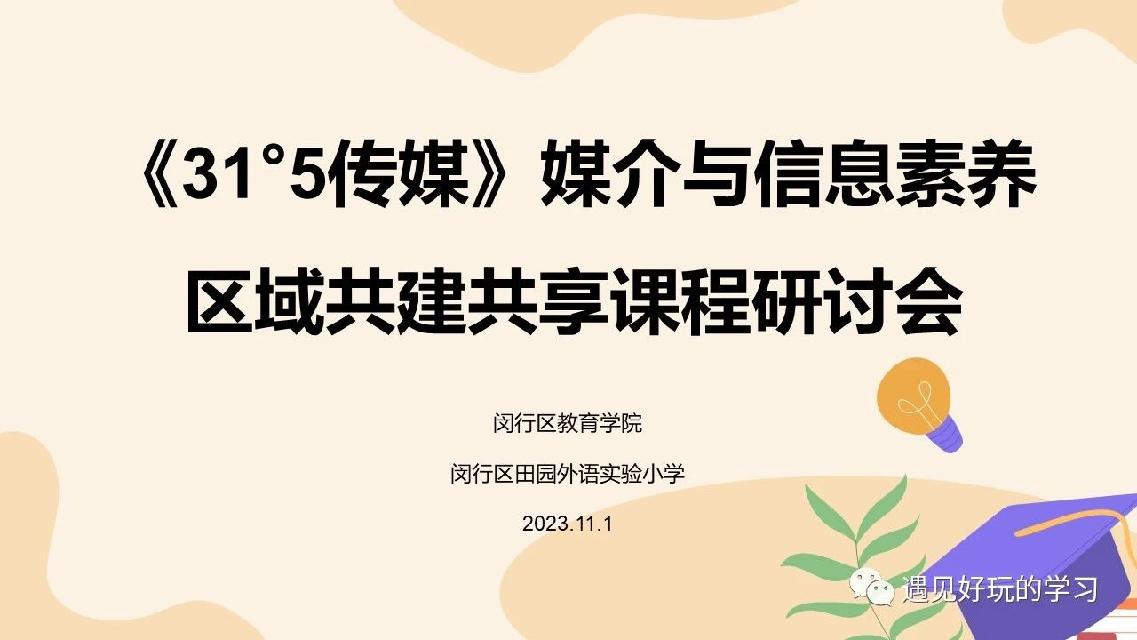 《31°5传媒》媒介与信息素养
区域共建共享课程研讨会
闵行区教育学院
闵行区田园外语实验小学
2023.11.1
遇见好玩的学习